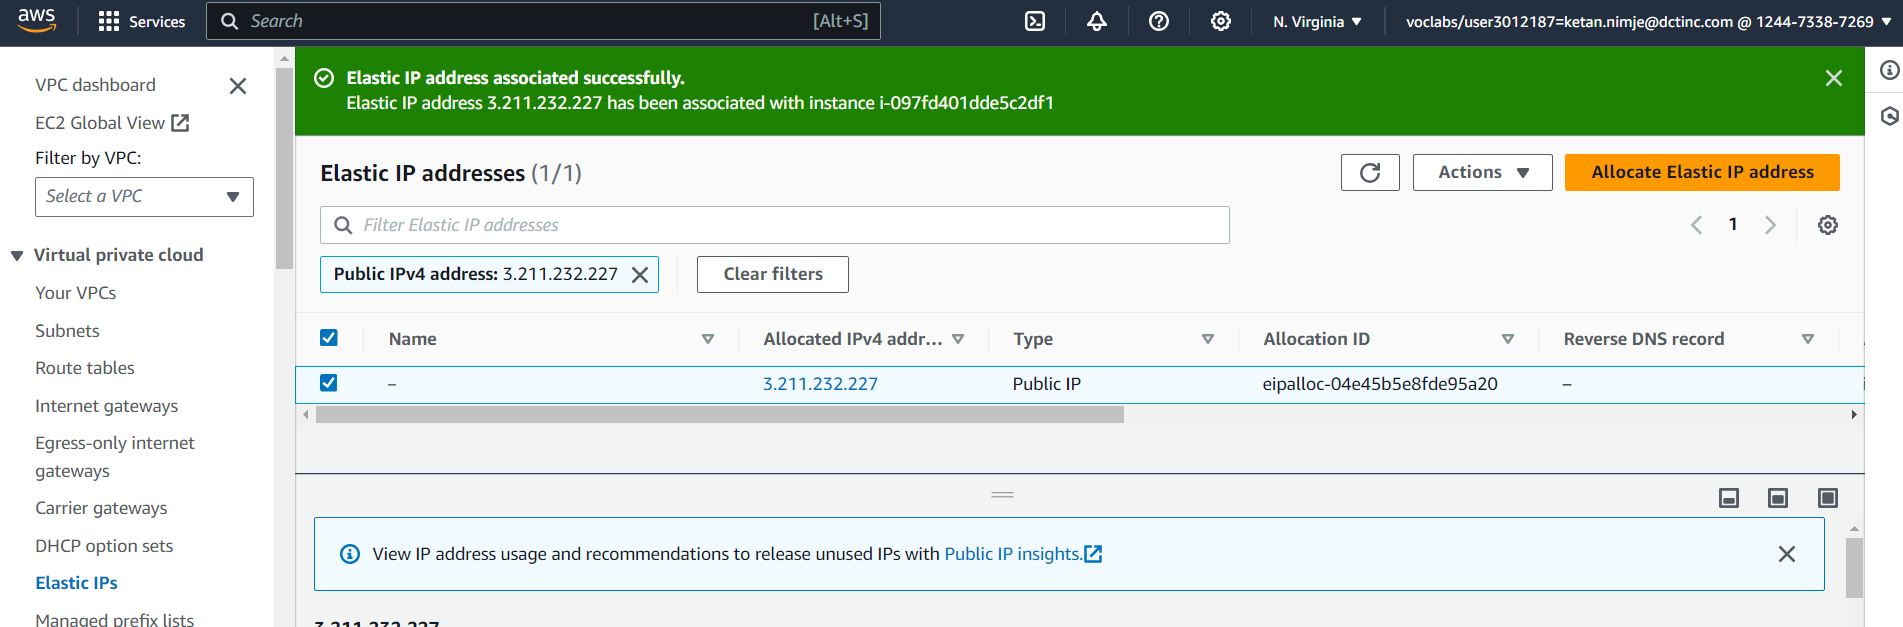 aws
Services
Search
[Alt+S]
N. Virginia
voclabs/user3012187=ketan.nimje@dctinc.com @ 1244-7338-7269
VPC dashboard
EC2 Global View
Filter by VPC:
Select a VPC
Virtual private cloud
Your VPCs
Subnets
Route tables
Internet gateways
Egress-only internet
gateways
Carrier gateways
DHCP option sets
Elastic IPs
Managed prefix lists
Elastic IP address associated successfully.
Elastic IP address 3.211.232.227 has been associated with instance i-097fd401dde5c2df1
Elastic IP addresses (1/1)
Actions
Allocate Elastic IP address
Filter Elastic IP addresses
1
Public IPv4 address: 3.211.232.227
Clear filters
Name
Allocated IPv4 addr...
Type
Allocation ID
Reverse DNS record
–
3.211.232.227
Public IP
eipalloc-04e45b5e8fde95a20
–
View IP address usage and recommendations to release unused IPs with Public IP insights.
3.211.232.227